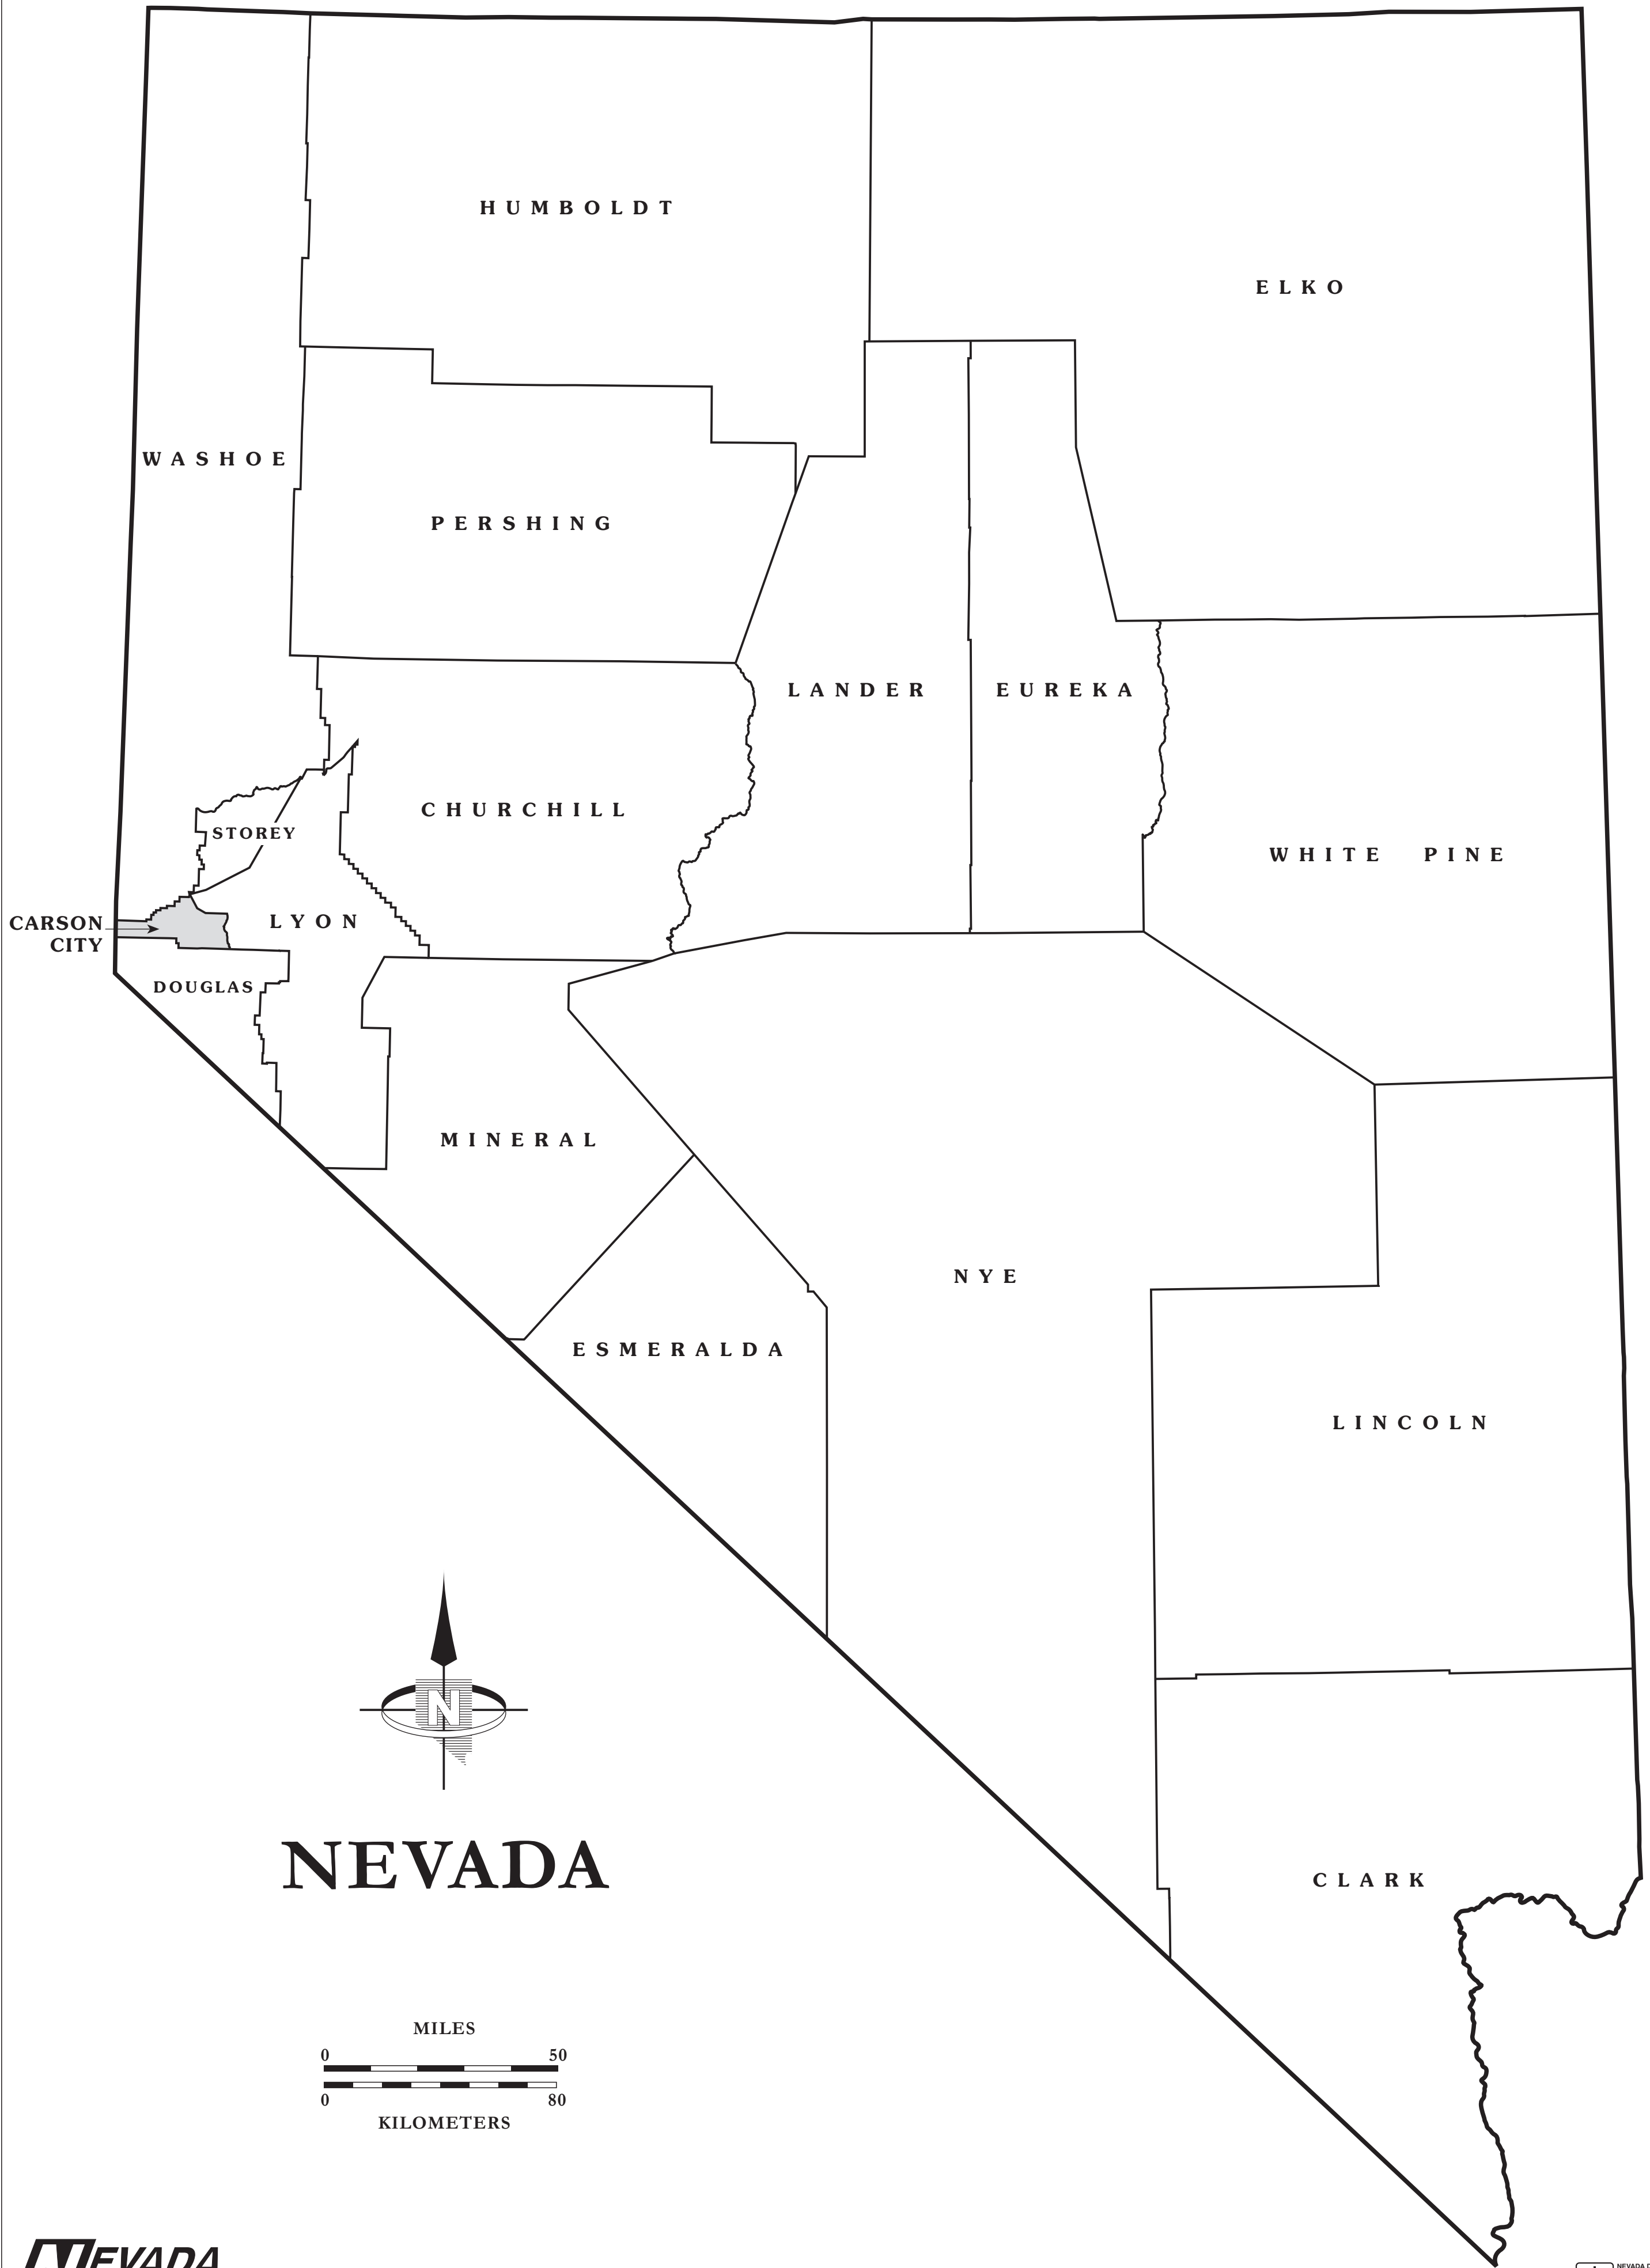 HUMBOLDT
ELKO
WASHOE
PERSHING
LANDER
EUREKA
CHURCHILL
STOREY
WHITE PINE
CARSON
CITY
LYON
DOUGLAS
MINERAL
NYE
ESMERALDA
LINCOLN
N
NEVADA
CLARK
MILES
0 50
0 80
KILOMETERS
NEVADA
NEVADA